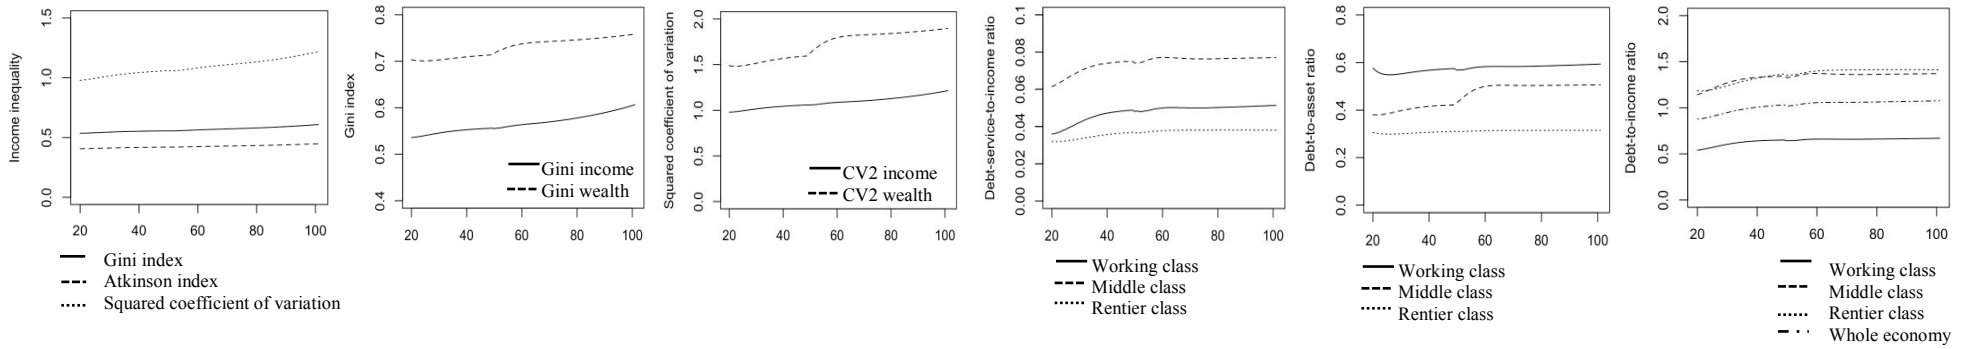 Income inequality
1.5
1.0
0.5
0.0
20 40 60 80 100
Gini index
Atkinson index
Squared coefficient of variation
Gini index
0.8
0.7
0.6
0.5
0.4
20 40 60 80 100
Gini income
Gini wealth
Squared coefficient of variation
2.0
1.5
1.0
0.5
0.0
20 40 60 80 100
CV2 income
CV2 wealth
Debt-service-to-income ratio
0.1
0.08
0.06
0.04
0.02
0.00
20 40 60 80 100
Working class
Middle class
Rentier class
Debt-to-asset ratio
0.8
0.6
0.4
0.2
0.0
20 40 60 80 100
Working class
Middle class
Rentier class
Debt-to-income ratio
2.0
1.5
1.0
0.5
0.0
20 40 60 80 100
Working class
Middle class
Rentier class
Whole economy